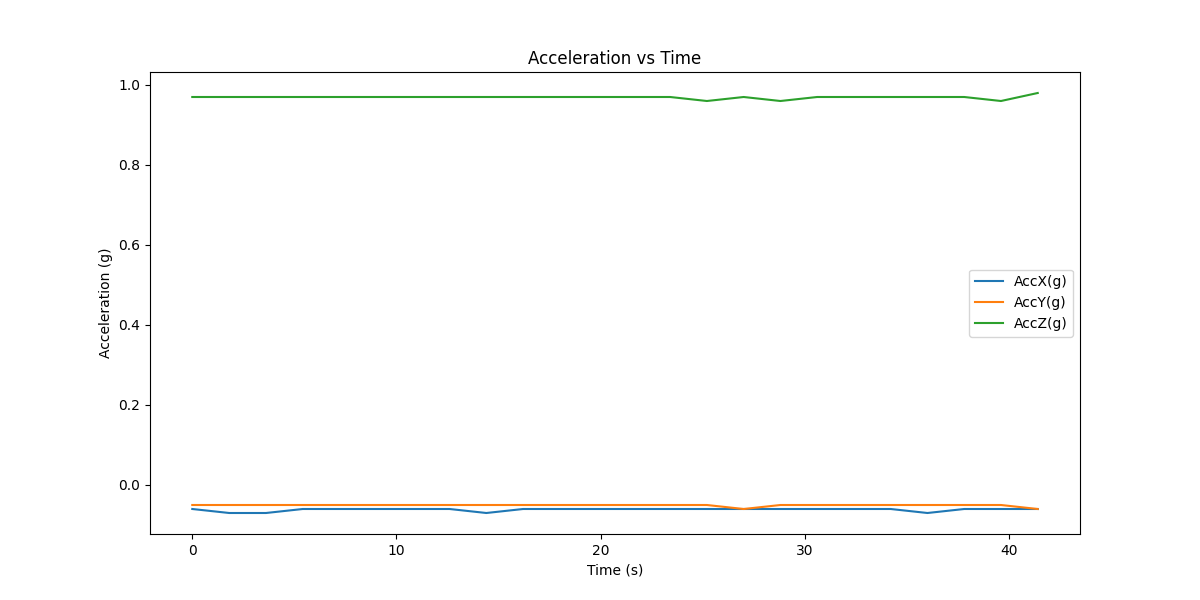 Acceleration vs Time
1.0
0.8
0.6
0.4
0.2
0.0
Acceleration (g)
AccX(g)
AccY(g)
AccZ(g)
0 10 20 30 40
Time (s)